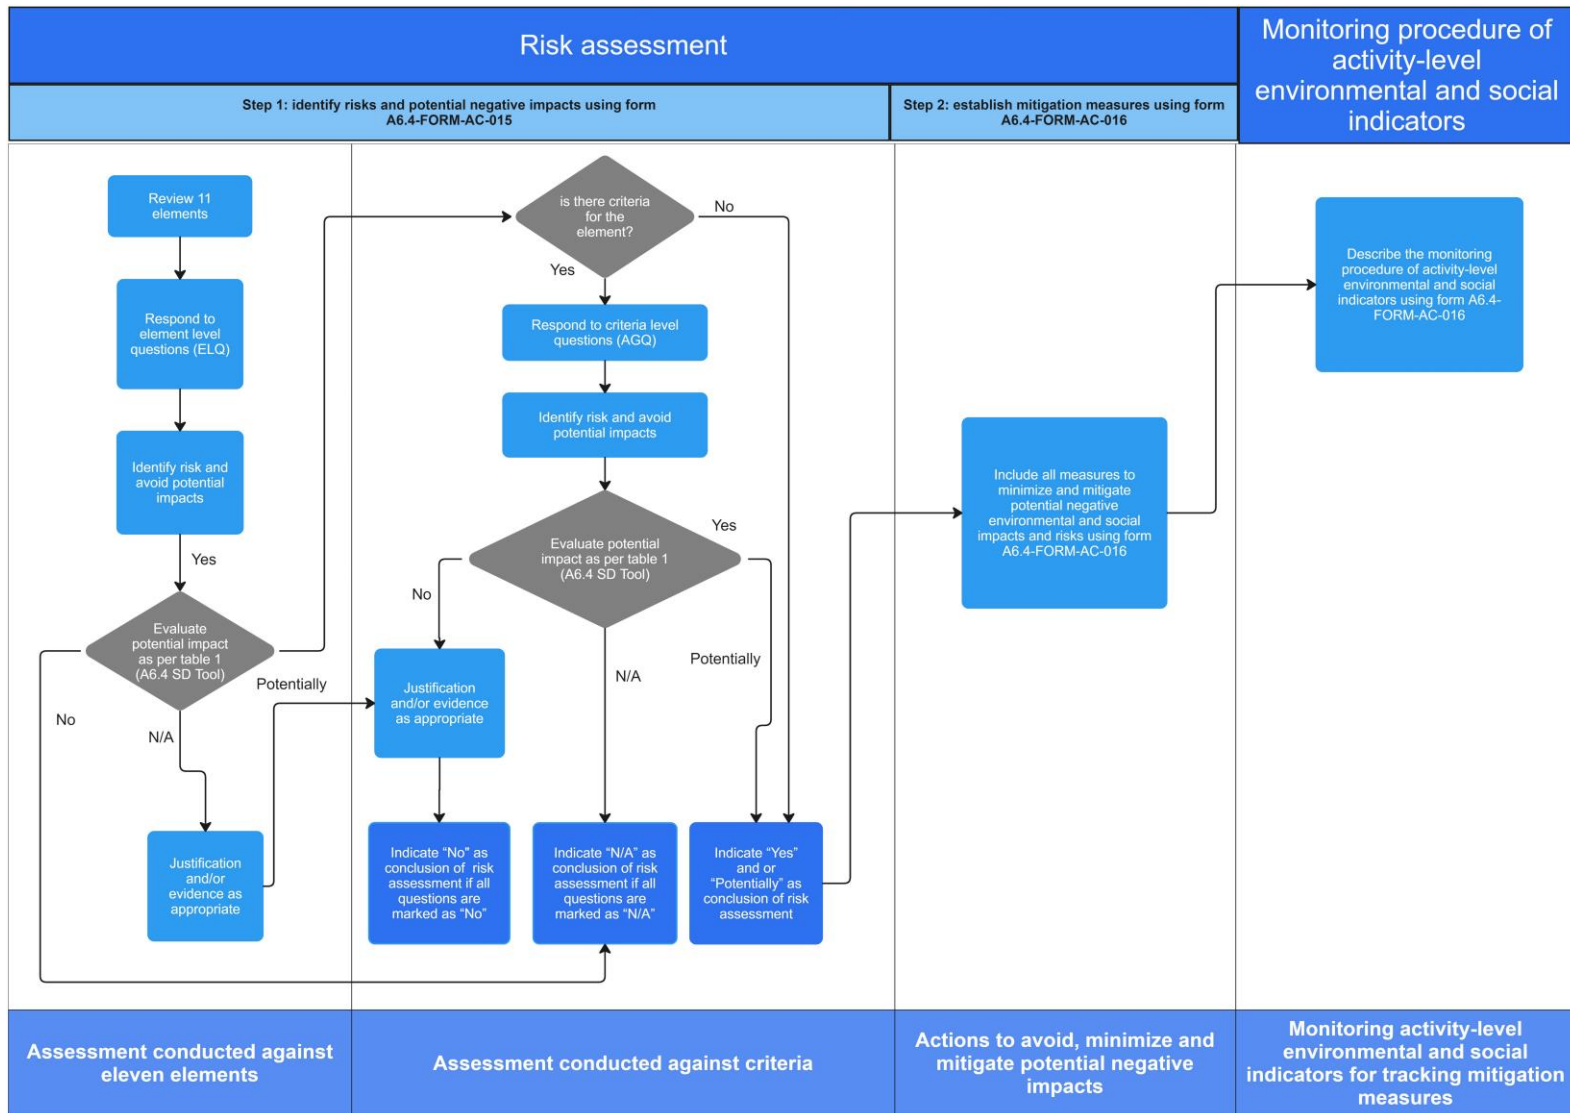 Risk assessment
Monitoring procedure of
activity-level
environmental and social
indicators
Step 1: identify risks and potential negative impacts using form
A6.4-FORM-AC-015
Step 2: establish mitigation measures using form
A6.4-FORM-AC-016
Review 11
elements
Respond to
element level
questions (ELQ)
Identify risk and
avoid potential
impacts
Yes
Evaluate
potential impact
as per table 1
(A6.4 SD Tool)
Potentially
No
N/A
Justification
and/or
evidence as
appropriate
is there criteria
for the
element?
No
Yes
Respond to criteria level
questions (AGQ)
Identify risk and avoid
potential impacts
Yes
Evaluate potential
impact as per table 1
(A6.4 SD Tool)
No
Potentially
N/A
Justification
and/or evidence
as appropriate
Indicate “No” as
conclusion of risk
assessment if all
questions are
marked as “No”
Indicate “N/A” as
conclusion of risk
assessment if all
questions are
marked as “N/A”
Indicate “Yes”
and or
“Potentially” as
conclusion of risk
assessment
Include all measures to
minimize and mitigate
potential negative
environmental and social
impacts and risks using form
A6.4-FORM-AC-016
Describe the monitoring
procedure of activity-level
environmental and social
indicators using form A6.4-
FORM-AC-016
Assessment conducted against
eleven elements
Assessment conducted against criteria
Actions to avoid, minimize and
mitigate potential negative
impacts
Monitoring activity-level
environmental and social
indicators for tracking mitigation
measures